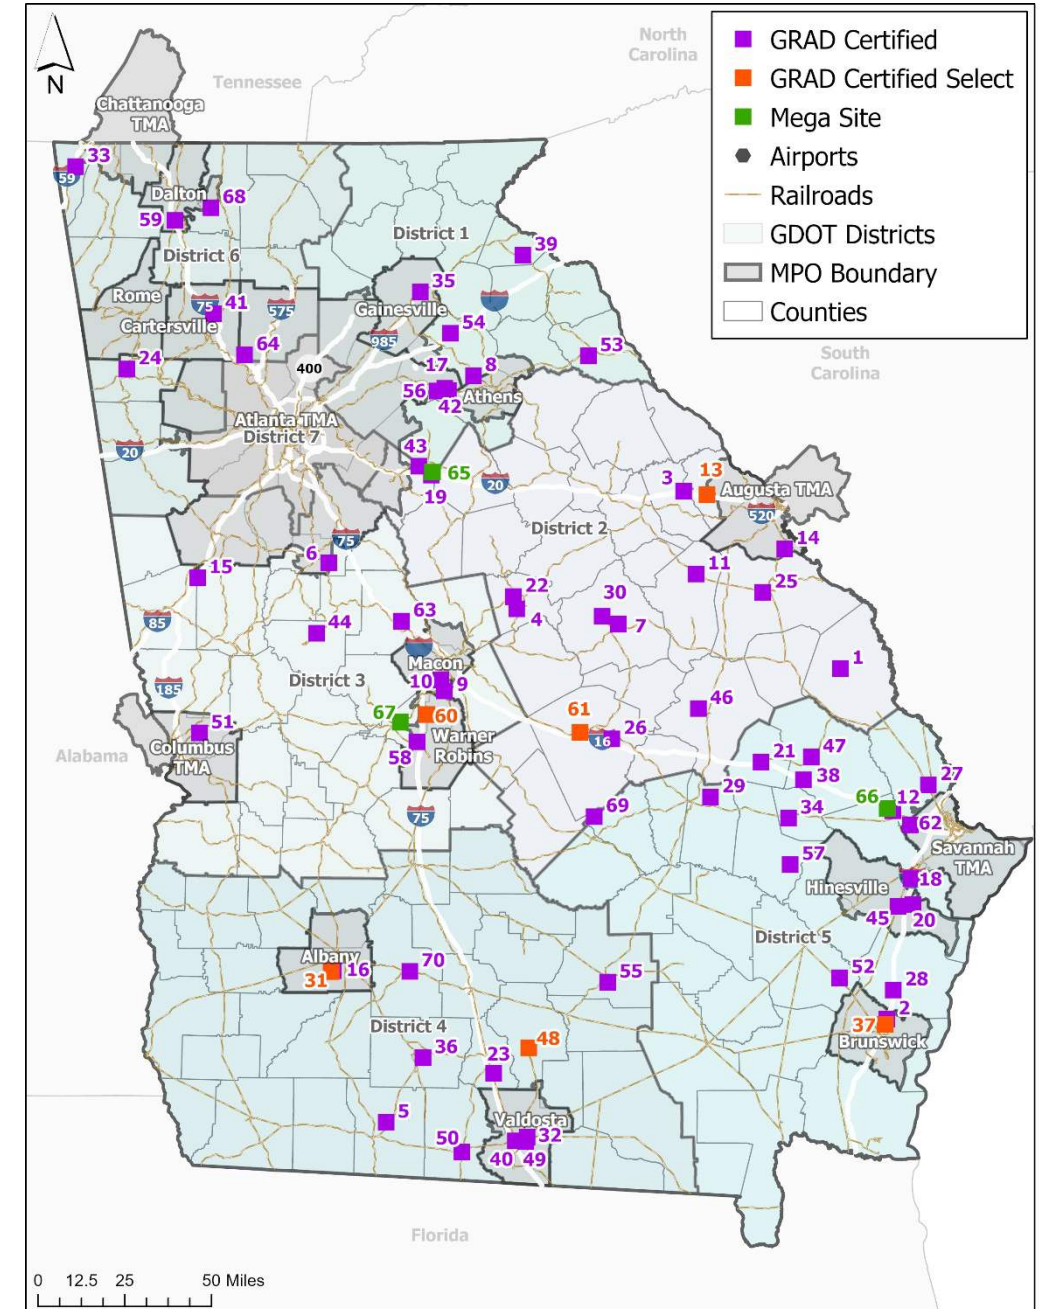 North
Carolina
Tennessee
N
GRAD Certified
GRAD Certified Select
Mega Site
Airports
Railroads
GDOT Districts
MPO Boundary
Counties
Chattanooga
TMA
33
59
Dalton
68
59
District 6
District 1
39
Rome
75
41
575
35
Gainesville
Cartersville
985
54
South
Carolina
64
24
400
17
8
53
56
42
Athens
Atlanta TMA
District 7
20
43
65
19
20
3
13
Augusta TMA
520
District 2
75
14
6
15
11
25
22
4
30
7
85
44
63
Macon
1
185
District 3
10
9
46
67
60
61
51
Columbus
TMA
Alabama
58
Warner
Robins
16
26
21
47
38
27
29
66
12
75
69
34
62
Savannah
TMA
57
Hinesville
18
45
20
District 5
Albany
31
16
70
55
52
28
2
37
Brunswick
District 4
48
36
23
5
Valdosta
50
32
40
49
Florida
0
12.5
25
50 Miles